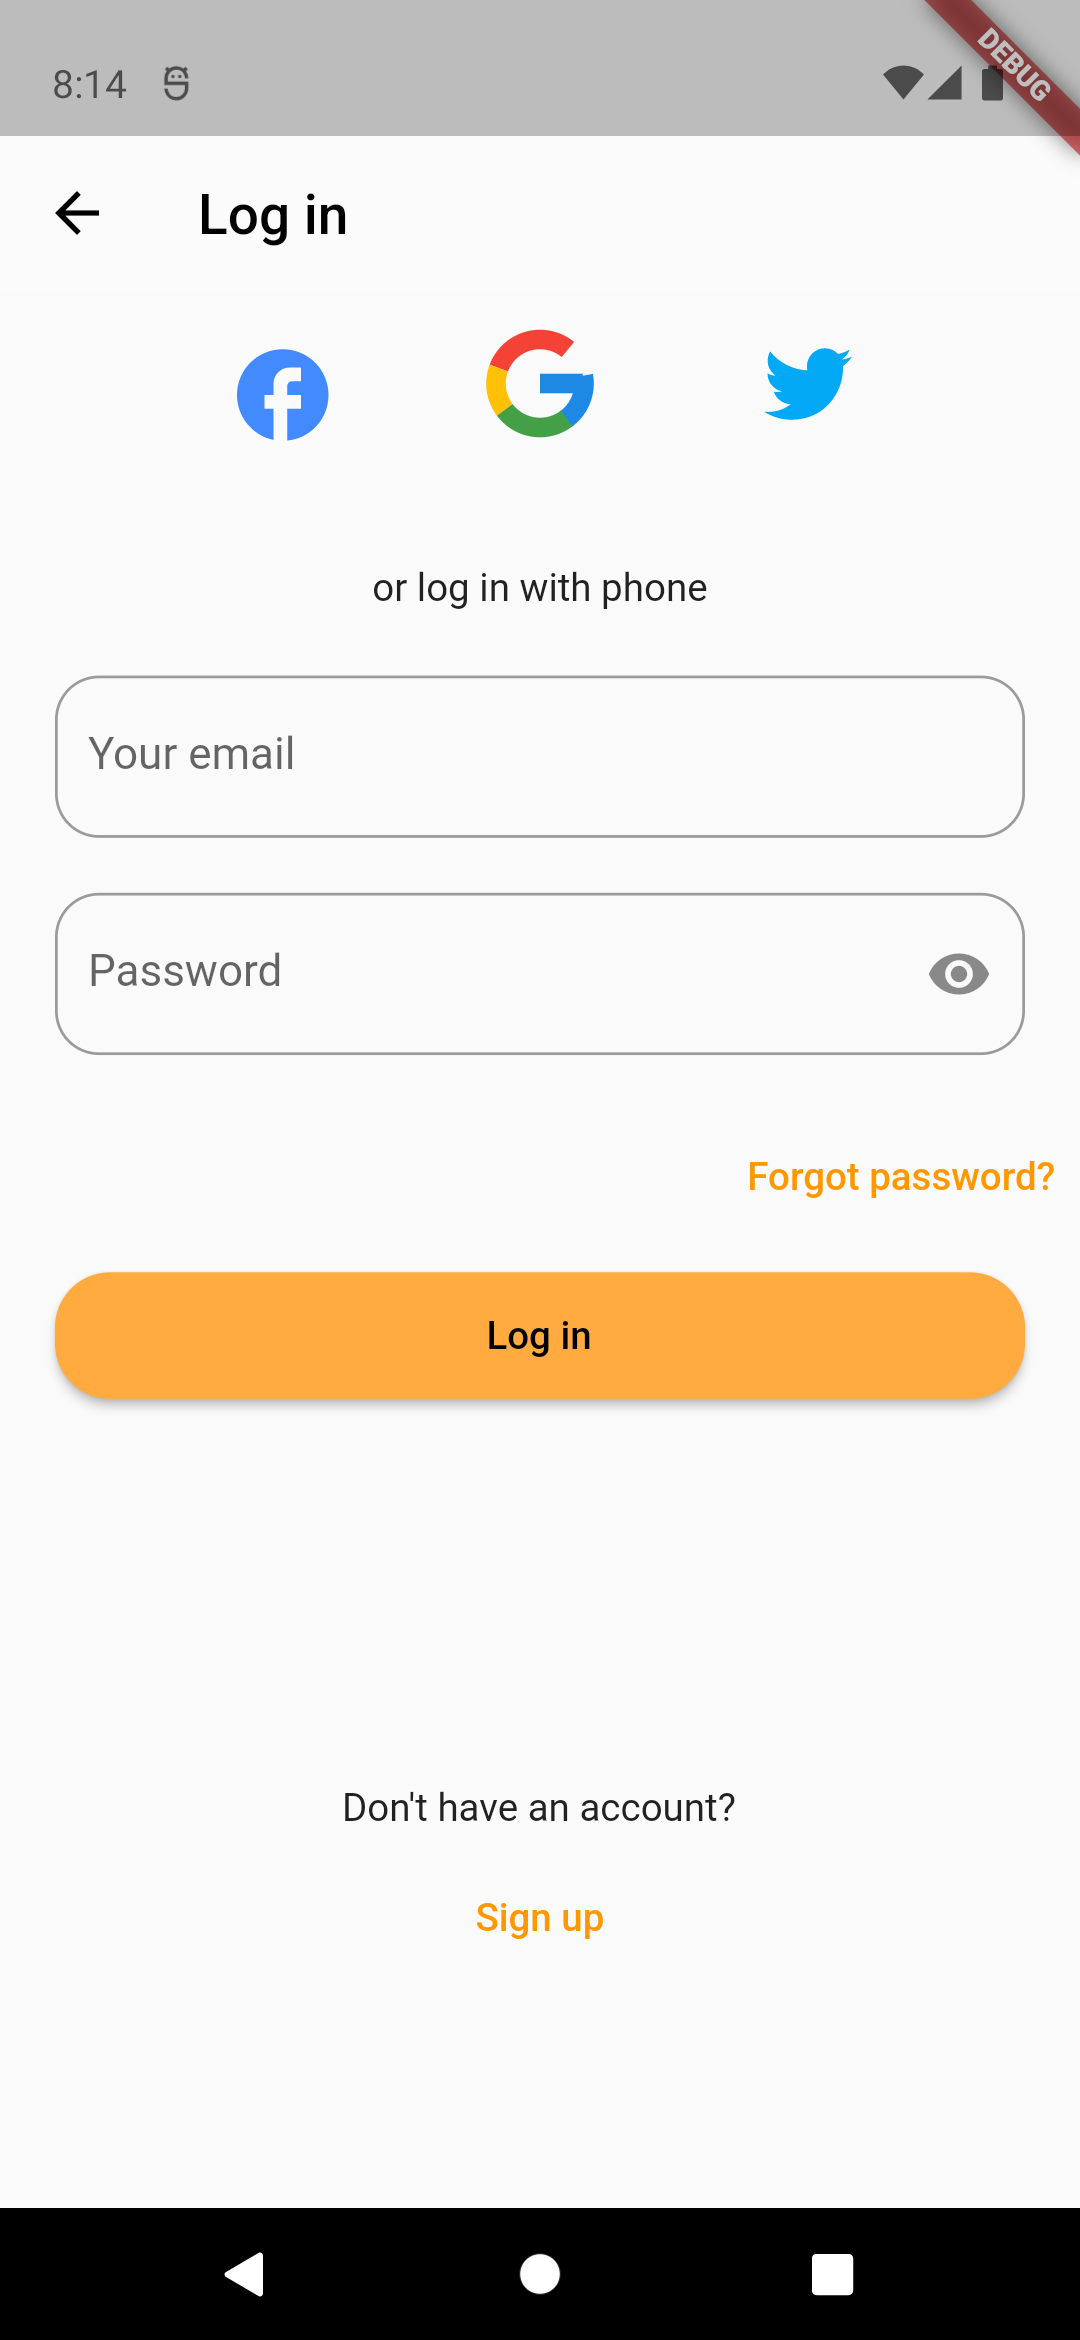 8:14
DEBUG
Log in
or log in with phone
Your email
Password
Forgot password?
Log in
Don't have an account?
Sign up